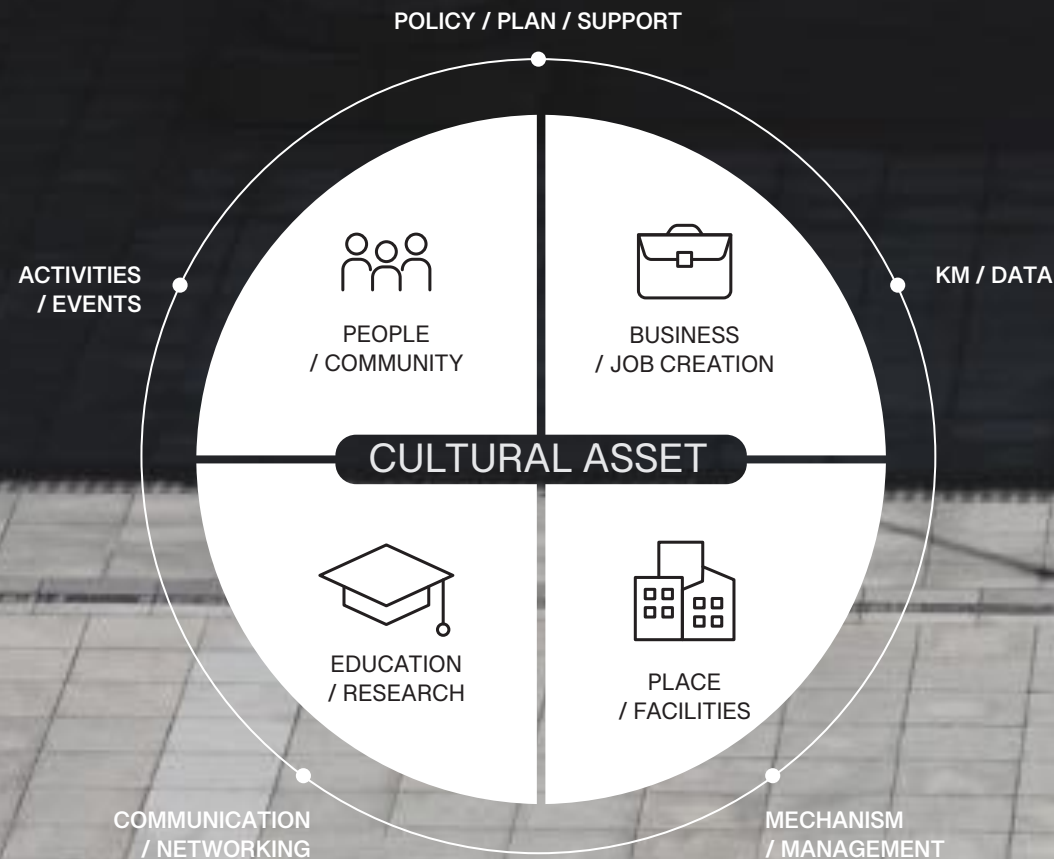 POLICY / PLAN / SUPPORT
ACTIVITIES
/ EVENTS
KM / DATA
PEOPLE
/ COMMUNITY
BUSINESS
/ JOB CREATION
CULTURAL ASSET
EDUCATION
/ RESEARCH
PLACE
/ FACILITIES
COMMUNICATION
/ NETWORKING
MECHANISM
/ MANAGEMENT